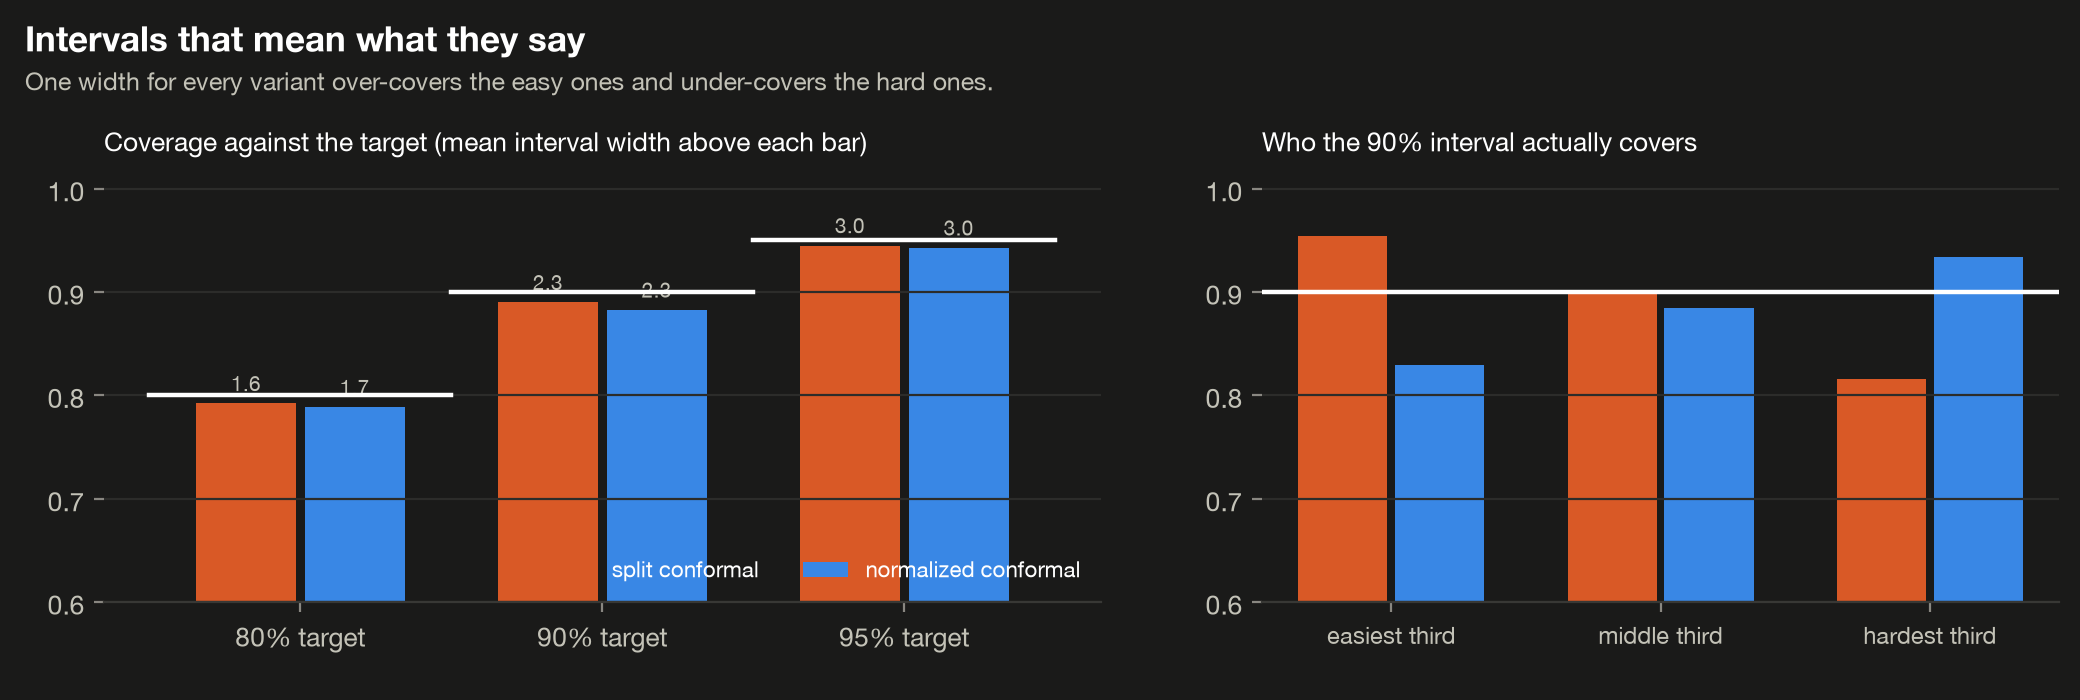 Intervals that mean what they say
One width for every variant over-covers the easy ones and under-covers the hard ones.
Coverage against the target (mean interval width above each bar)
1.0
0.9
0.8
0.7
0.6
1.6
1.7
2.3
2.3
3.0
3.0
split conformal
normalized conformal
80% target
90% target
95% target
Who the 90% interval actually covers
1.0
0.9
0.8
0.7
0.6
easiest third
middle third
hardest third